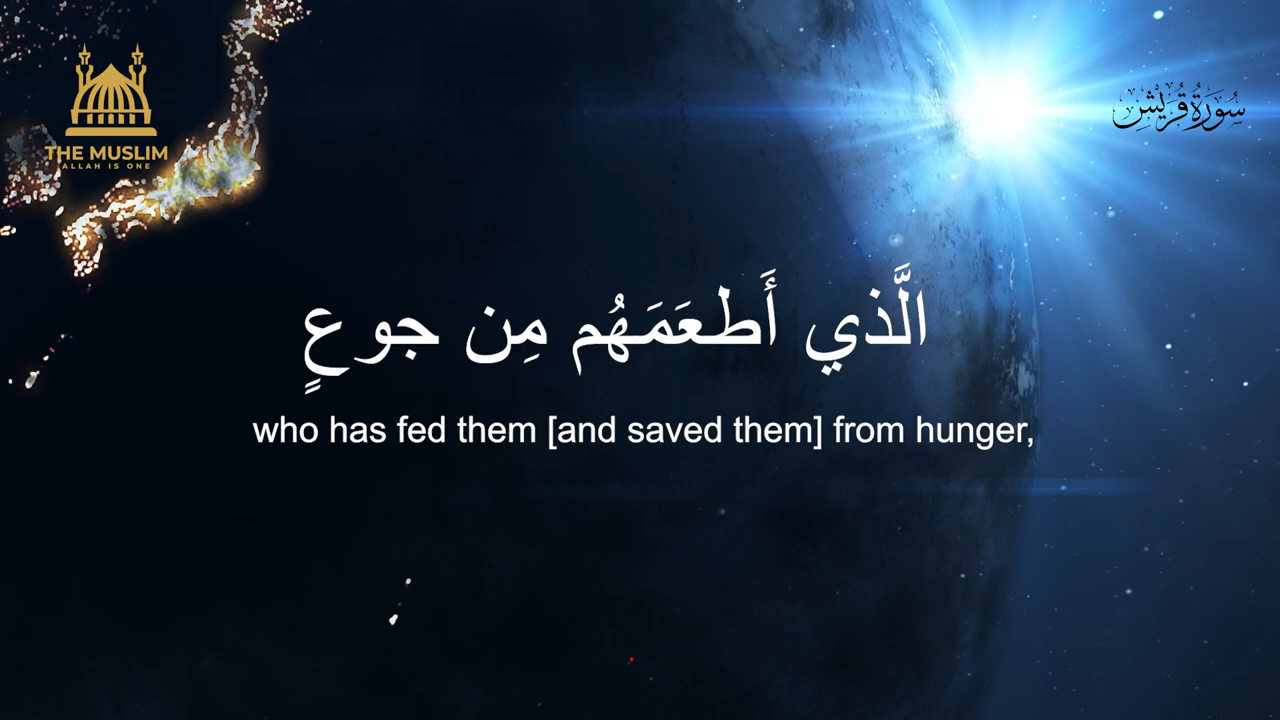 THE MUSLIM
ALLAH IS ONE
سُورَةُ قُرَيْشٍ
الَّذي أَطعَمَهُم مِن جوعٍ
who has fed them [and saved them] from hunger,